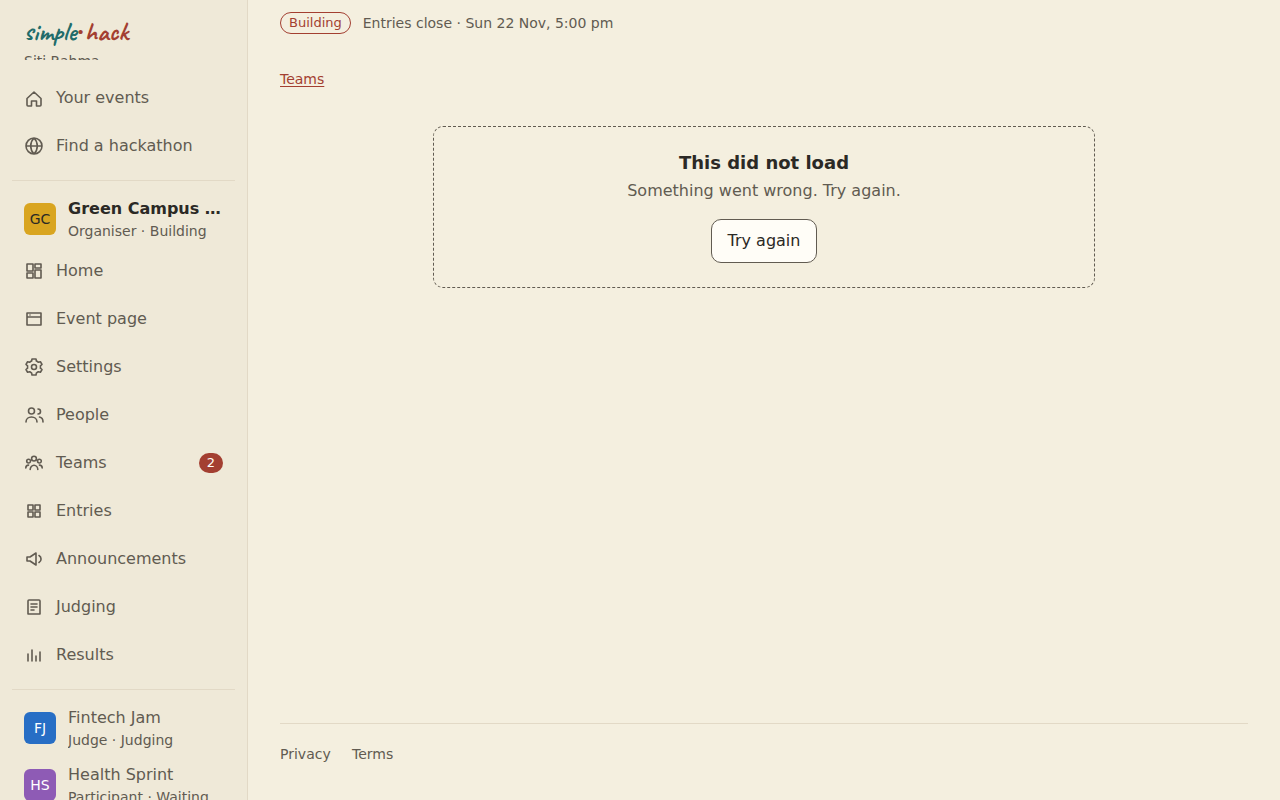 simple·hack
Siti Rahma
Your events
Find a hackathon
GC
Green Campus …
Organiser · Building
Home
Event page
Settings
People
Teams
2
Entries
Announcements
Judging
Results
FJ
Fintech Jam
Judge · Judging
HS
Health Sprint
Participant · Waiting
Building
Entries close · Sun 22 Nov, 5:00 pm
Teams
This did not load
Something went wrong. Try again.
Try again
Privacy
Terms